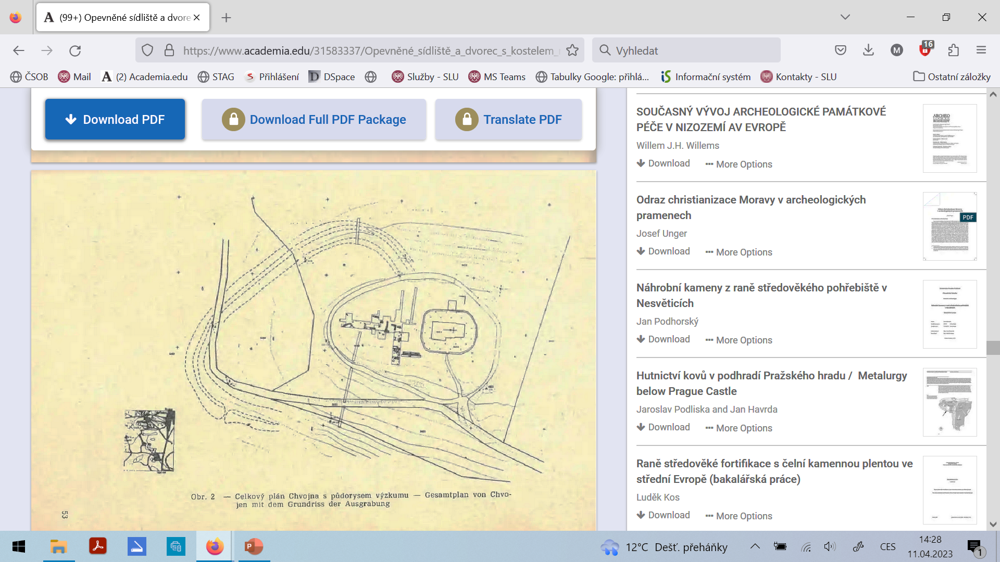 (99+) Opevněné sídliště a dvore
https://www.academia.edu/31583337/Opevněné_sídliště_a_dvorec_s_kostelem_
Vyhledat
M
16
ČSOB
Mail
(2) Academia.edu
STAG
Přihlášení
DSpace
Služby - SLU
MS Teams
Tabulky Google: přihlá...
Informační systém
Kontakty - SLU
Ostatní záložky
Download PDF
Download Full PDF Package
Translate PDF
Obr. 2 — Celkový plán Chvojna s půdorysem výzkumu — Gesamtplan von Chvo-
jen mit dem Grundriss der Ausgrabung
53
SOUČASNÝ VÝVOJ ARCHEOLOGICKÉ PAMÁTKOVÉ
PÉČE V NIZOZEMÍ AV EVROPĚ
Willem J.H. Willems
Download
More Options
Odraz christianizace Moravy v archeologických
pramenech
Josef Unger
Download
More Options
PDF
Náhrobní kameny z raně středověkého pohřebiště v
Nesvěticích
Jan Podhorský
Download
More Options
Hutnictví kovů v podhradí Pražského hradu / Metalurgy
below Prague Castle
Jaroslav Podliska and Jan Havrda
Download
More Options
Raně středověké fortifikace s čelní kamennou plentou ve
střední Evropě (bakalářská práce)
Luděk Kos
Download
More Options
12°C Dešť. přeháňky
CES
14:28
11.04.2023
1